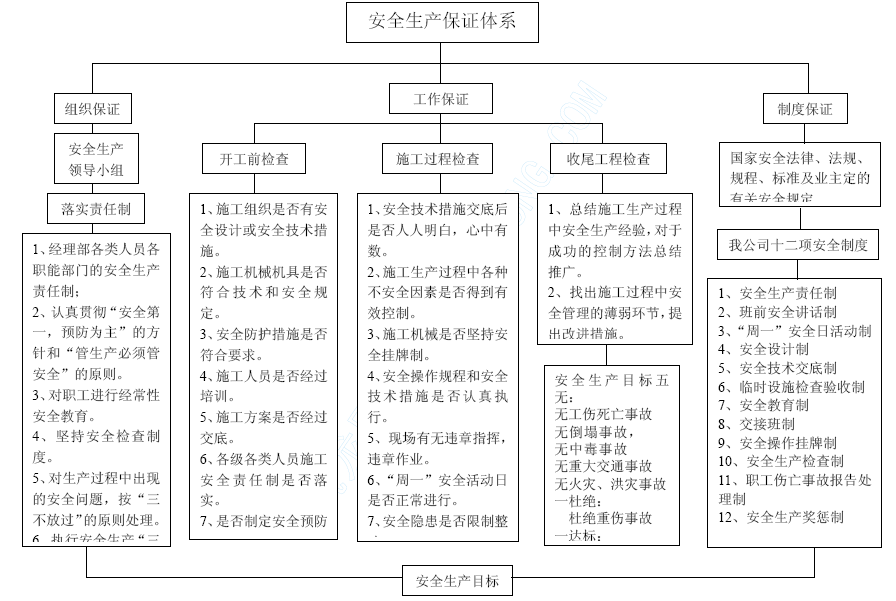 安全生产保证体系
组织保证
工作保证
制度保证
安全生产
领导小组
落实责任制
1、经理部各类人员各
职能部门的安全生产
责任制;
2、认真贯彻“安全第
一，预防为主”的方
针和“管生产必须管
安全”的原则。
3、对职工进行经常性
安全教育。
4、坚持安全检查制
度。
5、对生产过程中出现
的安全问题，按“三
不放过”的原则处理。
6、执行安全生产“三
开工前检查
1、施工组织是否有安
全设计或安全技术措
施。
2、施工机械机具是否
符合技术和安全规
定。
3、安全防护措施是否
符合要求。
4、施工人员是否经过
培训。
5、施工方案是否经过
交底。
6、各级各类人员施工
安全责任制是否落
实。
7、是否制定安全预防
施工过程检查
1、安全技术措施交底后
是否人人明白，心中有
数。
2、施工生产过程中各种
不安全因素是否得到有
效控制。
3、施工机械是否坚持安
全挂牌制。
4、安全操作规程和安全
技术措施是否认真执
行。
5、现场有无违章指挥，
违章作业。
6、“周一”安全活动日
是否正常进行。
7、安全隐患是否限制整
收尾工程检查
1、总结施工生产过程
中安全生产经验，对于
成功的控制方法总结
推广。
2、找出施工过程中安
全管理的薄弱环节，提
出改进措施。
安全生产目标五
无：
无工伤死亡事故
无倒塌事故，
无中毒事故
无重大交通事故
无火灾、洪灾事故
一杜绝：
杜绝重伤事故
一达标：
国家安全法律、法规、
规程、标准及业主定的
有关安全规定
我公司十二项安全制度
1、安全生产责任制
2、班前安全讲话制
3、“周一”安全日活动制
4、安全设计制
5、安全技术交底制
6、临时设施检查验收制
7、安全教育制
8、交接班制
9、安全操作挂牌制
10、安全生产检查制
11、职工伤亡事故报告处
理制
12、安全生产奖惩制
安全生产目标